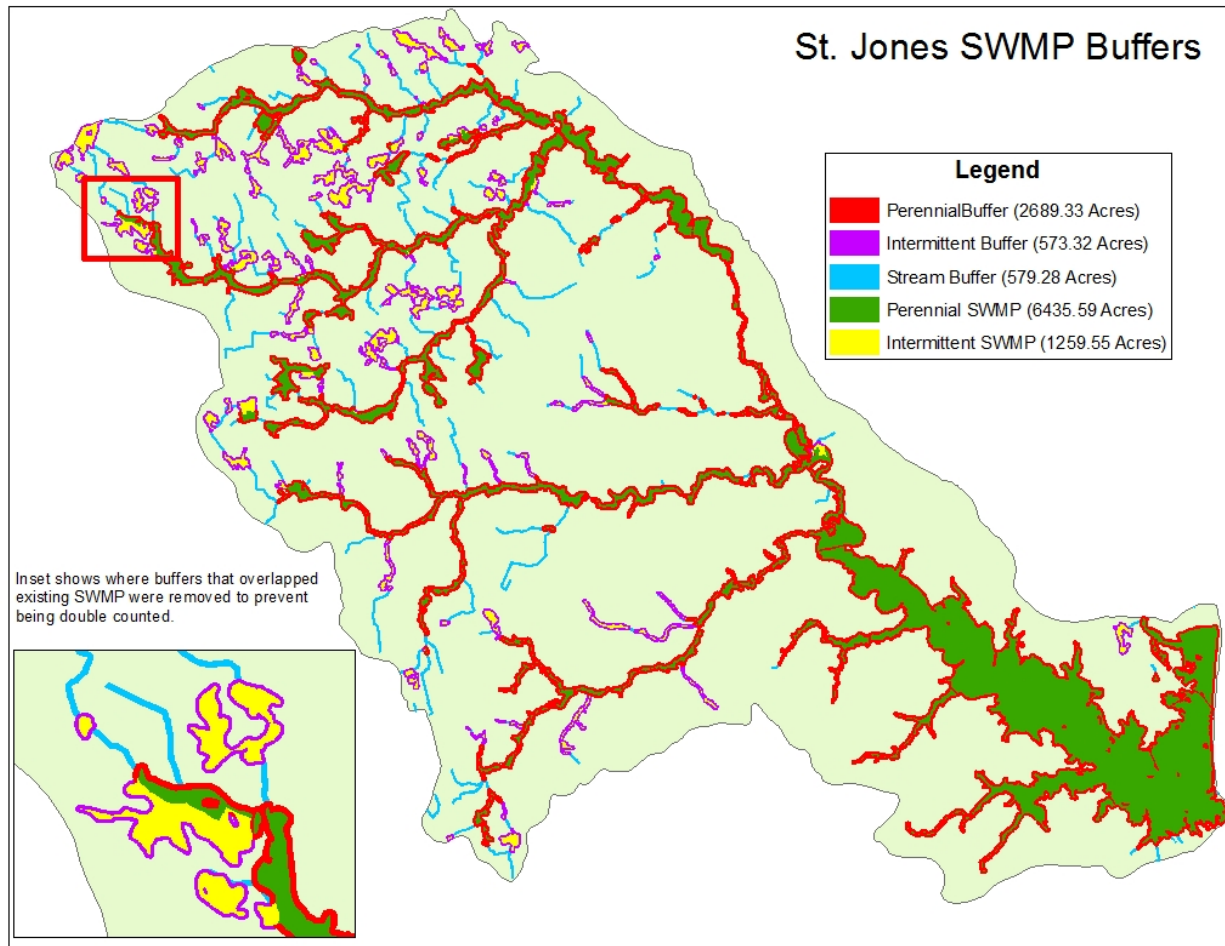 St. Jones SWMP Buffers
Legend
PerennialBuffer (2689.33 Acres)
Intermittent Buffer (573.32 Acres)
Stream Buffer (579.28 Acres)
Perennial SWMP (6435.59 Acres)
Intermittent SWMP (1259.55 Acres)
Inset shows where buffers that overlapped
existing SWMP were removed to prevent
being double counted.